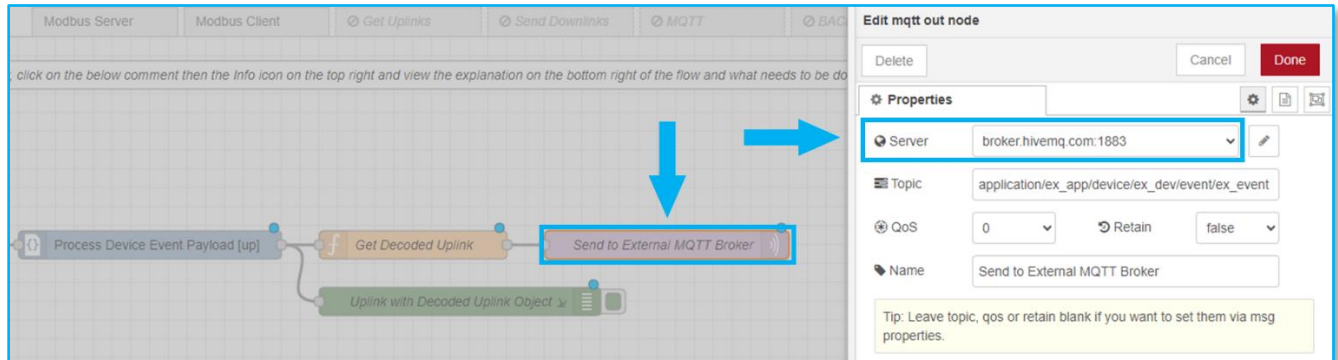 Modbus Server
Modbus Client
Get Uplinks
Send Downlinks
MQTT
BAC
click on the below comment then the Info icon on the top right and view the explanation on the bottom right of the flow and what needs to be do
Process Device Event Payload [up]
Get Decoded Uplink
Send to External MQTT Broker
Uplink with Decoded Uplink Object
Edit mqtt out node
Delete
Cancel
Done
Properties
Server
broker.hivemq.com:1883
Topic
application/ex_app/device/ex_dev/event/ex_event
QoS
0
Retain
false
Name
Send to External MQTT Broker
Tip: Leave topic, qos or retain blank if you want to set them via msg
properties.